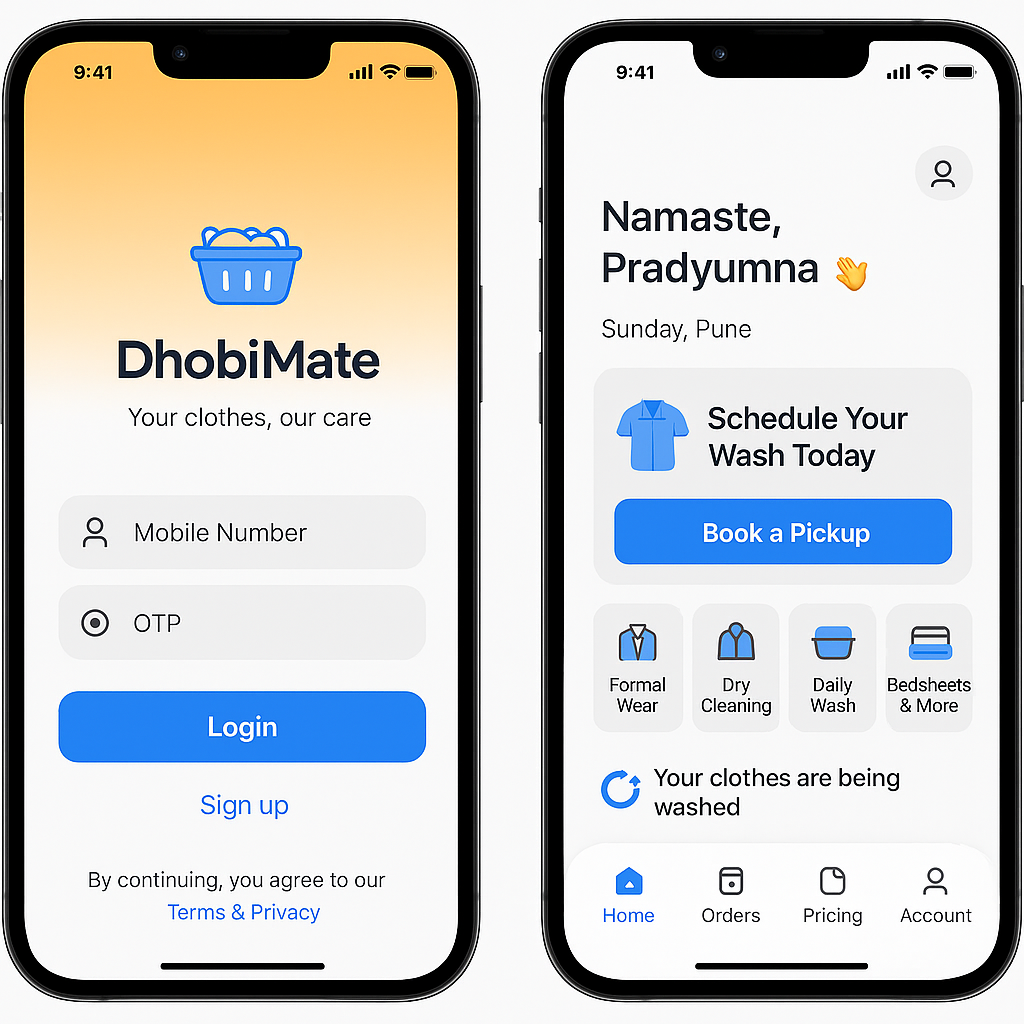 9:41
DhobiMate
Your clothes, our care
Mobile Number
OTP
Login
Sign up
By continuing, you agree to our
Terms & Privacy
9:41
Namaste,
Pradyumna 👋
Sunday, Pune
Schedule Your
Wash Today
Book a Pickup
Formal
Wear
Dry
Cleaning
Daily
Wash
Bedsheets
& More
Your clothes are being
washed
Home
Orders
Pricing
Account